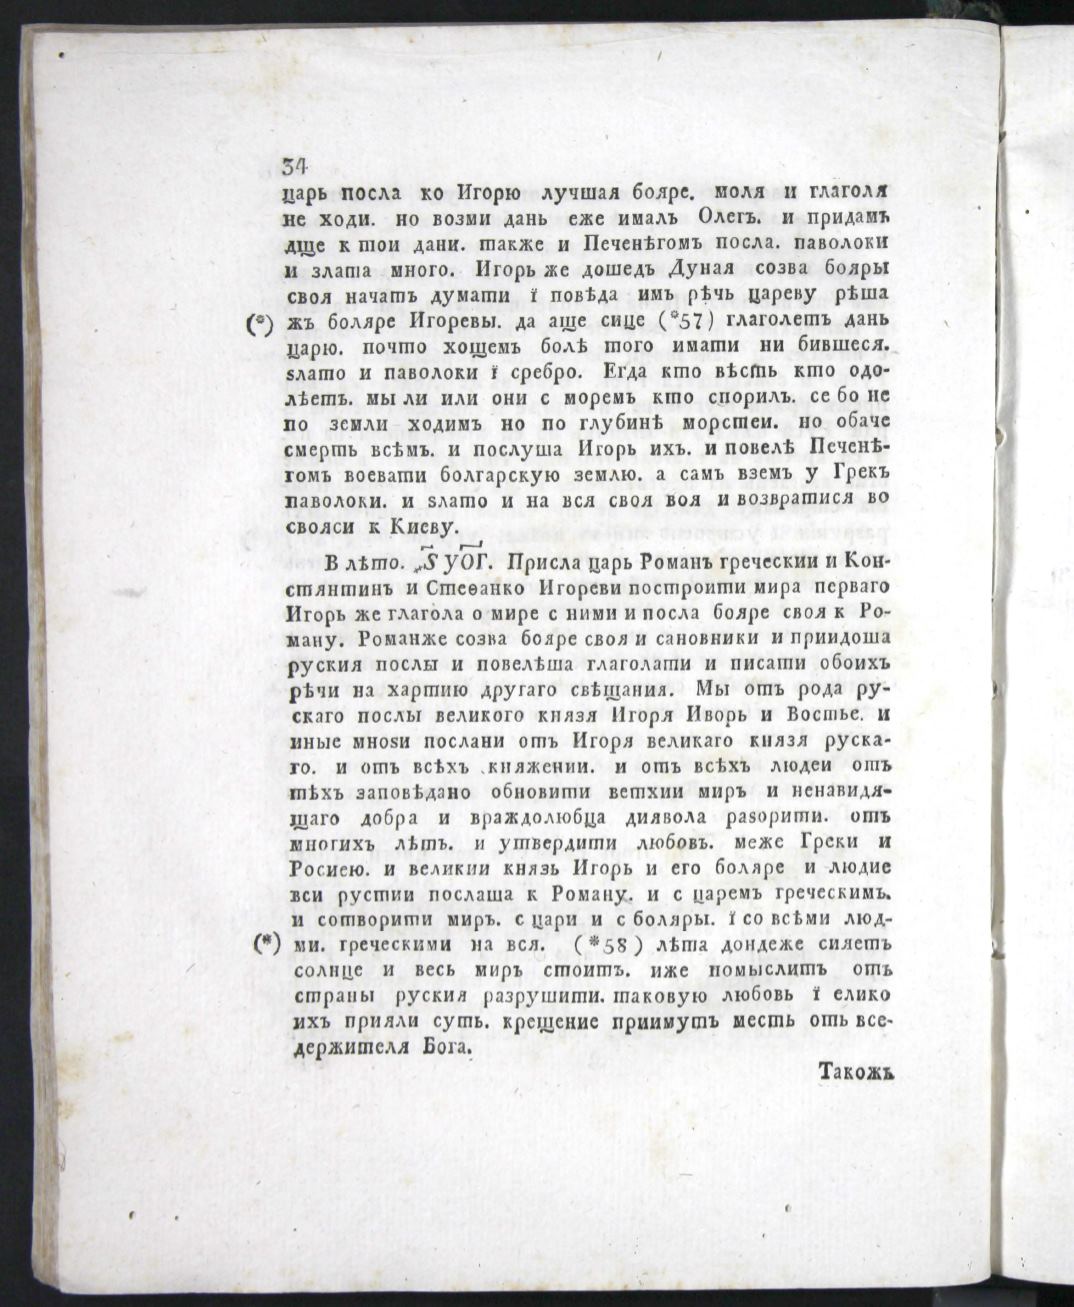 34
царь посла ко Игорю лучшая бояре. моля и глаголя
не ходи. но возми дань еже ималъ Олегъ. и придамъ
аще к тои дани. также и Печенѣгомъ посла. паволоки
и злата много. Игорь же дошедъ Дуная созва бояры
своя начатъ думати ї повѣда имъ рѣчь цареву рѣша
(*) жъ боляре Игоревы. да аще сице (*57) глаголетъ дань
царю. почто хощемъ болѣ того имати ни бившеся.
ѕлато и паволоки ї сребро. Егда кто вѣсть кто одо-
лѣетъ. мы ли или они с моремъ кто спорилъ. се бо не
по земли ходимъ но по глубинѣ морстеи. но обаче
смерть всѣмъ. и послуша Игорь ихъ. и повелѣ Печенѣ-
гомъ воевати болгарскую землю. а самъ вземъ у Грекъ
паволоки. и ѕлато и на вся своя воя и возвратися во
свояси к Киеву.
В лѣто. ҂Ѕ УОГ. Присла царь Романъ греческии и Кон-
стянтинъ и Стеѳанко Игореви построити мира перваго
Игорь же глагола о мире с ними и посла бояре своя к Ро-
ману. Романже созва бояре своя и сановники и приидоша
руския послы и повелѣша глаголати и писати обоихъ
рѣчи на хартию другаго свѣщания. Мы отъ рода ру-
скаго послы великого князя Игоря Иворь и Востье. и
иные мноѕи послани отъ Игоря великаго князя руска-
го. и отъ всѣхъ княжении. и отъ всѣхъ людеи отъ
тѣхъ заповѣдано обновити ветхии миръ и ненавидя-
щаго добра и враждолюбца диявола раѕорити. отъ
многихъ лѣтъ. и утвердити любовъ. меже Греки и
Росиею. и великии князь Игорь и его боляре и людие
вси рустии послаша к Роману. и с царемъ греческимъ.
и сотворити миръ. с цари и с боляры. ї со всѣми люд-
(*) ми. греческими на вся. (*58) лѣта дондеже сияетъ
солнце и весь миръ стоитъ. иже помыслитъ отъ
страны руския разрушити. таковую любовь ї елико
ихъ прияли суть. крещение приимутъ месть отъ все-
держителя Бога.
Такожъ